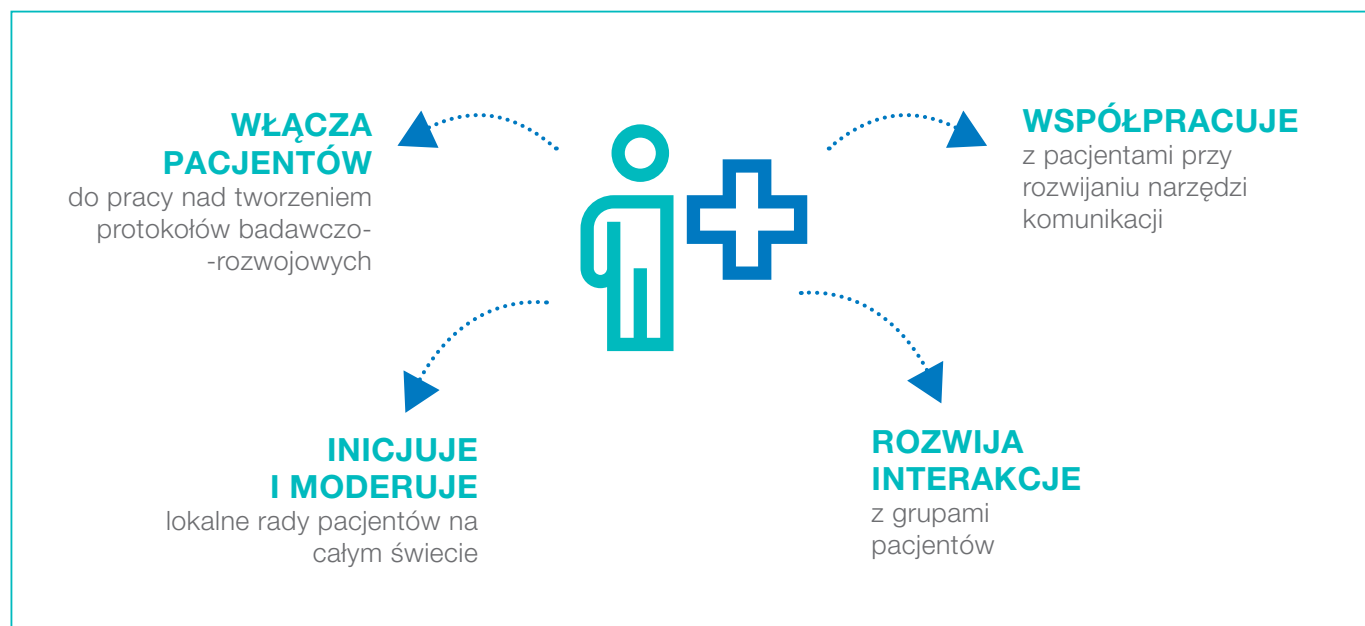 WŁĄCZA
PACJENTÓW
do pracy nad tworzeniem
protokołów badawczo-
-rozwojowych
WSPÓŁPRACUJE
z pacjentami przy
rozwijaniu narzędzi
komunikacji
INICJUJE
I MODERUJE
lokalne rady pacjentów na
całym świecie
ROZWIJA
INTERAKCJE
z grupami
pacjentów